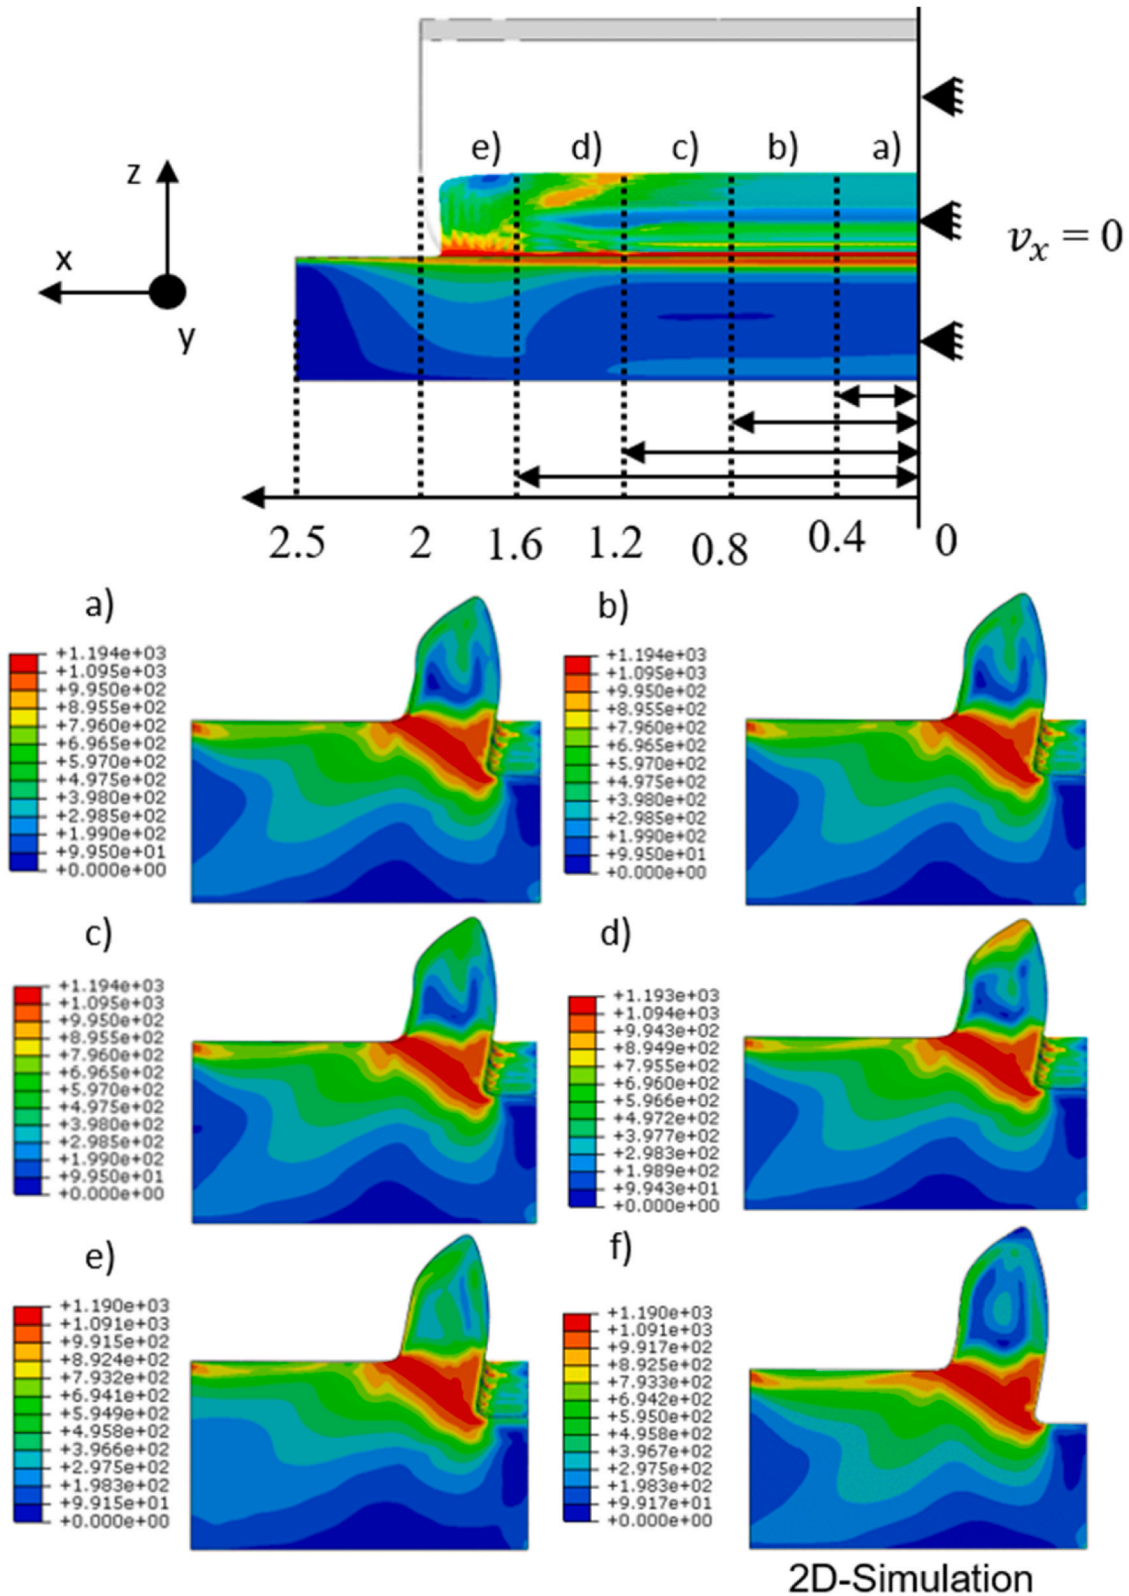 e) d) c) b) a)
z
x
y
vₓ = 0
2.5 2 1.6 1.2 0.8 0.4 0
a)
+1.194e+03
+1.095e+03
+9.950e+02
+8.955e+02
+7.960e+02
+6.965e+02
+5.970e+02
+4.975e+02
+3.980e+02
+2.985e+02
+1.990e+02
+9.950e+01
+0.000e+00
b)
+1.194e+03
+1.095e+03
+9.950e+02
+8.955e+02
+7.960e+02
+6.965e+02
+5.970e+02
+4.975e+02
+3.980e+02
+2.985e+02
+1.990e+02
+9.950e+01
+0.000e+00
c)
+1.194e+03
+1.095e+03
+9.950e+02
+8.955e+02
+7.960e+02
+6.965e+02
+5.970e+02
+4.975e+02
+3.980e+02
+2.985e+02
+1.990e+02
+9.950e+01
+0.000e+00
d)
+1.193e+03
+1.094e+03
+9.943e+02
+8.949e+02
+7.955e+02
+6.960e+02
+5.966e+02
+4.972e+02
+3.977e+02
+2.983e+02
+1.989e+02
+9.943e+01
+0.000e+00
e)
+1.190e+03
+1.091e+03
+9.915e+02
+8.924e+02
+7.932e+02
+6.941e+02
+5.949e+02
+4.958e+02
+3.966e+02
+2.975e+02
+1.983e+02
+9.915e+01
+0.000e+00
f)
+1.190e+03
+1.091e+03
+9.917e+02
+8.925e+02
+7.933e+02
+6.942e+02
+5.950e+02
+4.958e+02
+3.967e+02
+2.975e+02
+1.983e+02
+9.917e+01
+0.000e+00
2D-Simulation